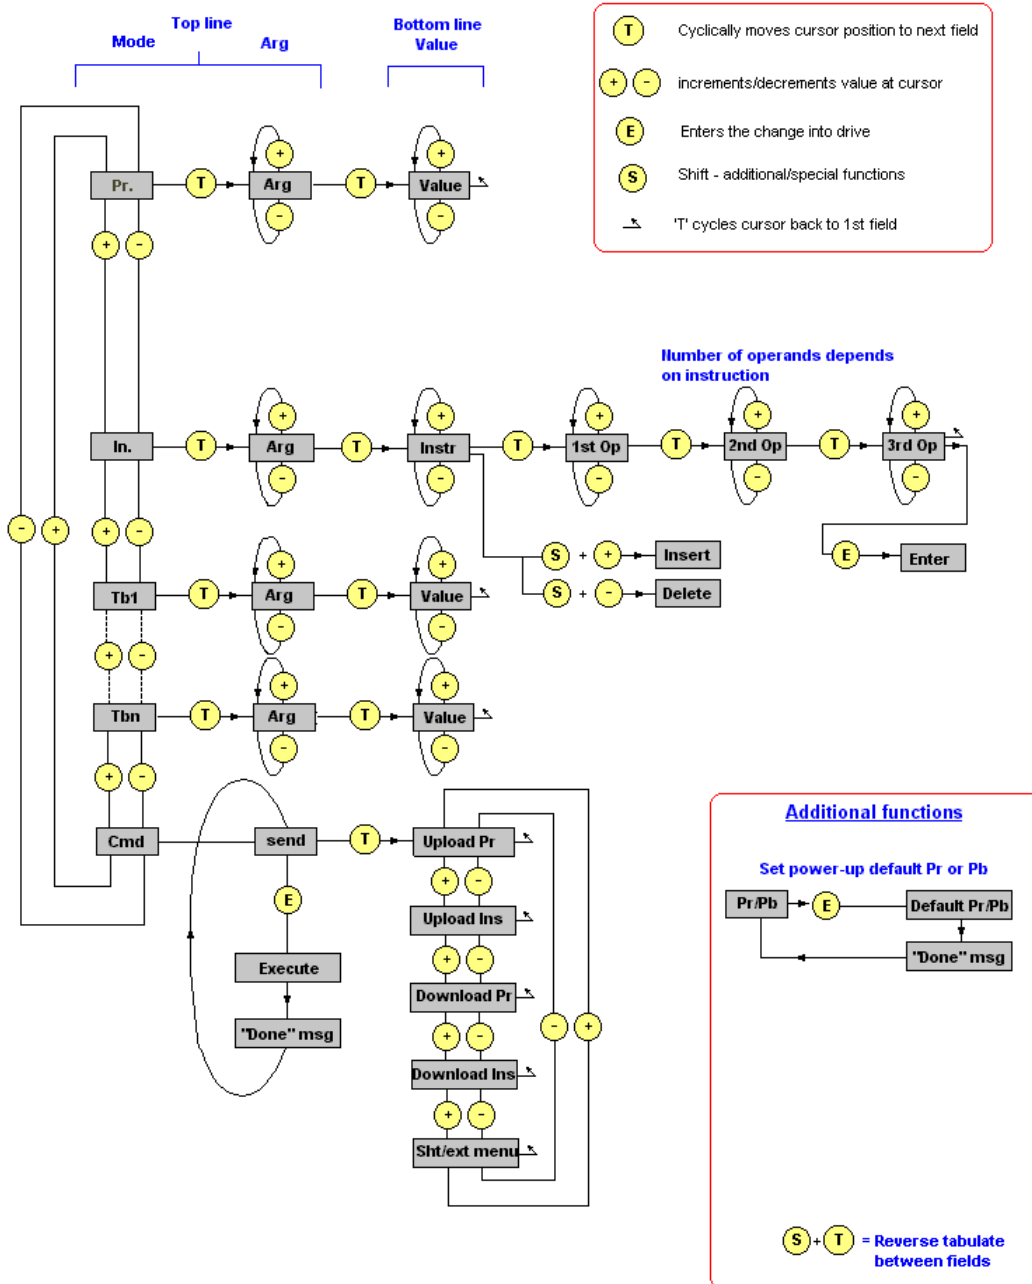 Top line
Mode
Arg
Bottom line
Value
T Cyclically moves cursor position to next field
+ - increments/decrements value at cursor
E Enters the change into drive
S Shift - additional/special functions
'T' cycles cursor back to 1st field
+
Pr. T Arg T Value
-
+ -
Number of operands depends
on instruction
+
In. T Arg T Instr T 1st Op T 2nd Op T 3rd Op
-
- + + -
S + + Insert
E Enter
Tb1 T Arg T Value
S + - Delete
+ -
Tbn T Arg T Value
+ -
Cmd send T Upload Pr
+ -
E
Upload Ins
Execute
+ -
Download Pr
"Done" msg
+ - - +
Download Ins
+ -
Sht/ext menu
Additional functions
Set power-up default Pr or Pb
Pr/Pb E Default Pr/Pb
"Done" msg
S + T = Reverse tabulate
between fields